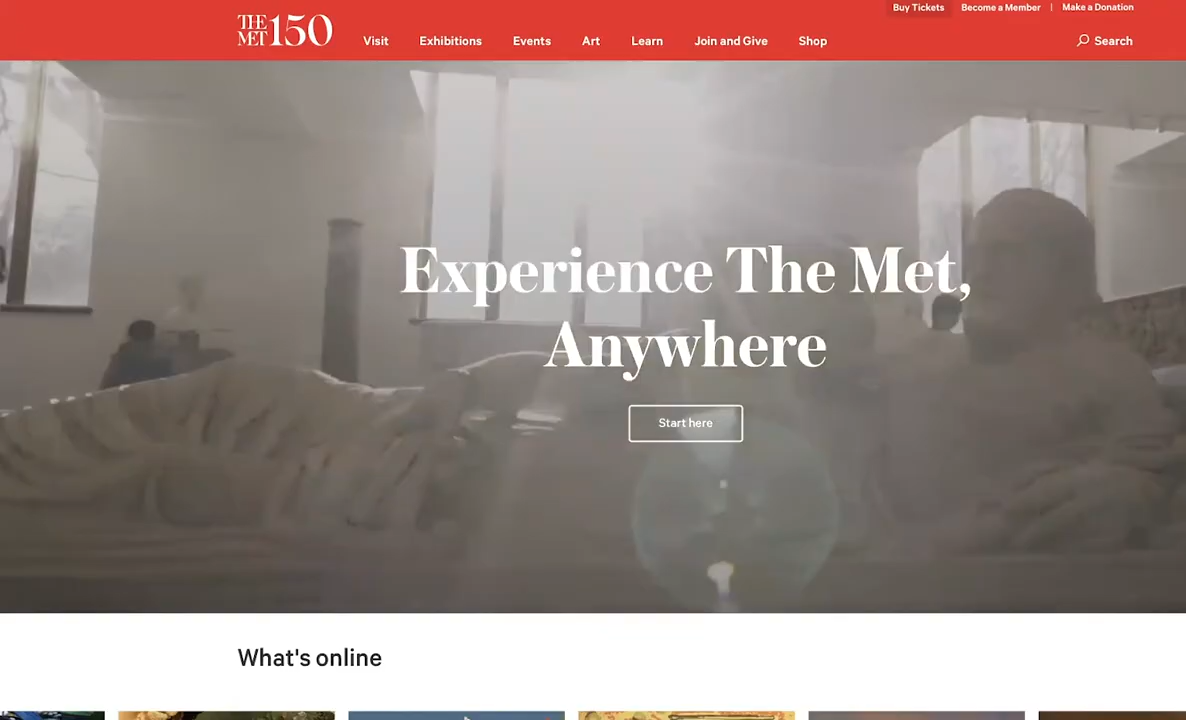 Buy Tickets Become a Member | Make a Donation
THE MET 150
Visit Exhibitions Events Art Learn Join and Give Shop Search
Experience The Met,
Anywhere
Start here
What's online